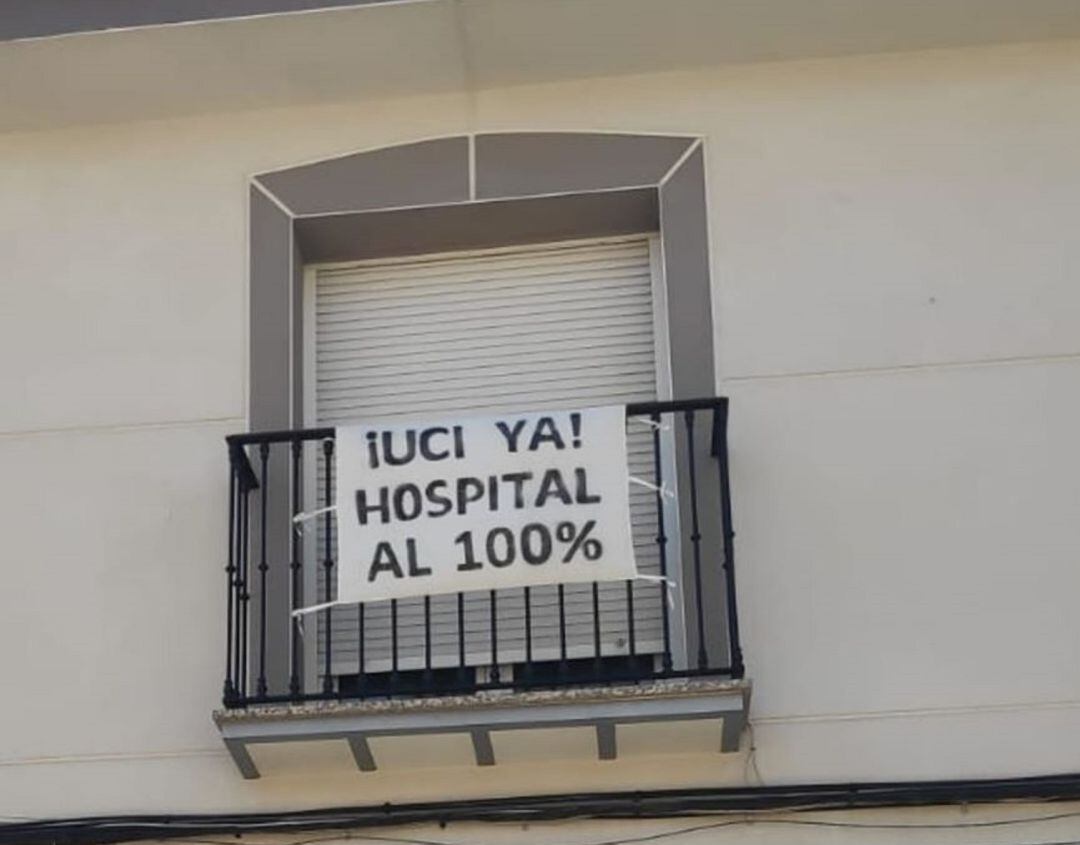 ¡UCI YA!
HOSPITAL
AL 100%